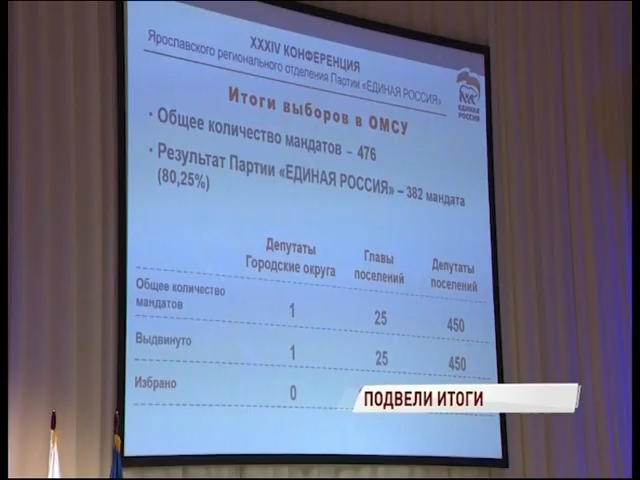 XXXIV КОНФЕРЕНЦИЯ
Ярославского регионального отделения Партии «ЕДИНАЯ РОССИЯ»
ЕДИНАЯ
РОССИЯ
Итоги выборов в ОМСУ
· Общее количество мандатов – 476
· Результат Партии «ЕДИНАЯ РОССИЯ» – 382 мандата
(80,25%)
Депутаты
Городские округа
Главы
поселений
Депутаты
поселений
Общее количество
мандатов
1 25 450
Выдвинуто 1 25 450
Избрано 0
ПОДВЕЛИ ИТОГИ